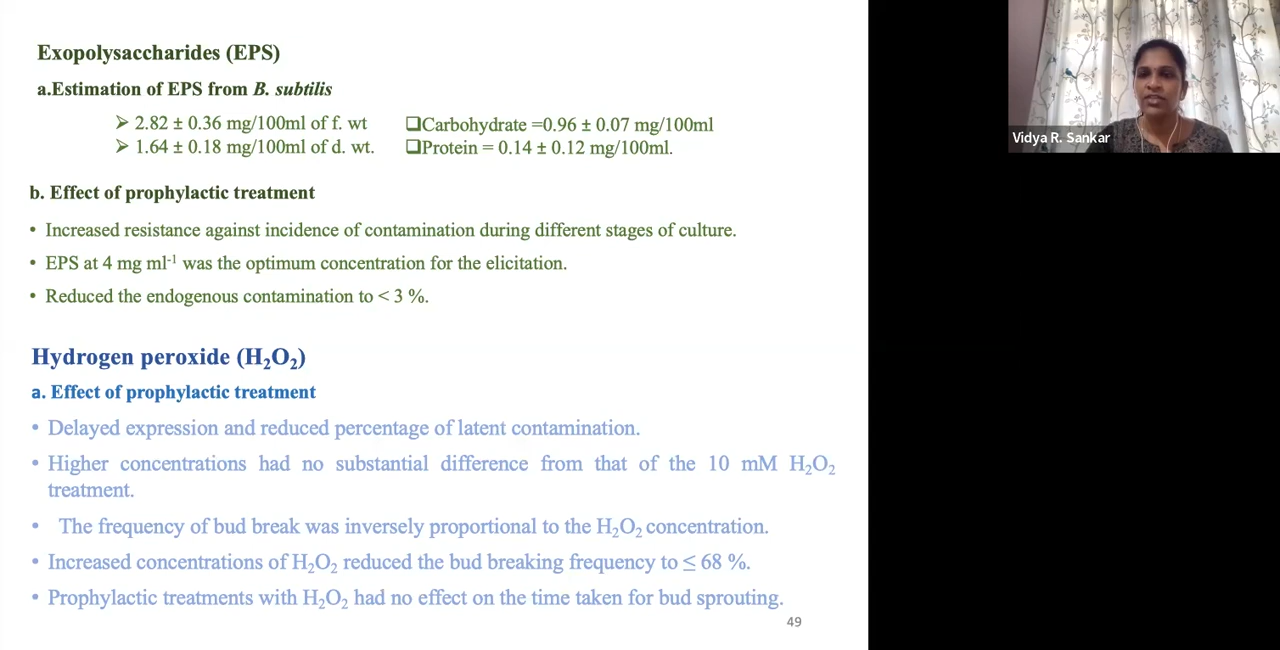 Exopolysaccharides (EPS)
a.Estimation of EPS from B. subtilis
➢ 2.82 ± 0.36 mg/100ml of f. wt
❑Carbohydrate =0.96 ± 0.07 mg/100ml
➢ 1.64 ± 0.18 mg/100ml of d. wt.
❑Protein = 0.14 ± 0.12 mg/100ml.
b. Effect of prophylactic treatment
• Increased resistance against incidence of contamination during different stages of culture.
• EPS at 4 mg ml⁻¹ was the optimum concentration for the elicitation.
• Reduced the endogenous contamination to < 3 %.
Hydrogen peroxide (H₂O₂)
a. Effect of prophylactic treatment
• Delayed expression and reduced percentage of latent contamination.
• Higher concentrations had no substantial difference from that of the 10 mM H₂O₂
treatment.
• The frequency of bud break was inversely proportional to the H₂O₂ concentration.
• Increased concentrations of H₂O₂ reduced the bud breaking frequency to ≤ 68 %.
• Prophylactic treatments with H₂O₂ had no effect on the time taken for bud sprouting.
49
Vidya R. Sankar